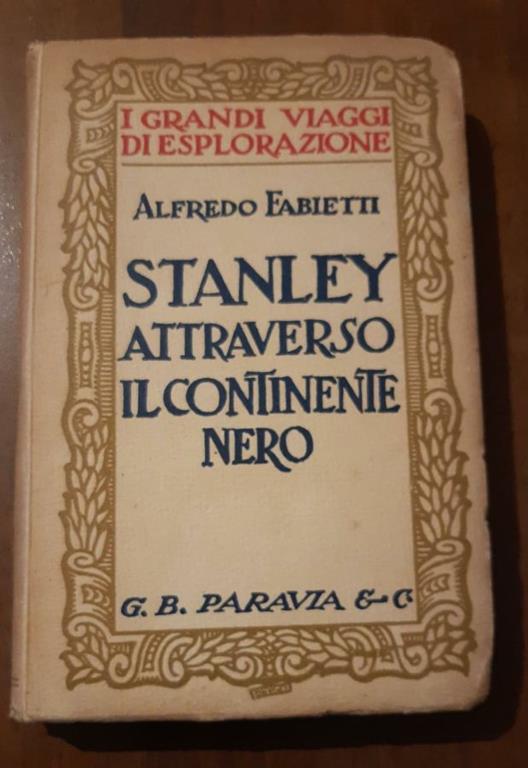 I GRANDI VIAGGI
DI ESPLORAZIONE
ALFREDO FABIETTI
STANLEY
ATTRAVERSO
IL CONTINENTE
NERO
G. B. PARAVIA & C.